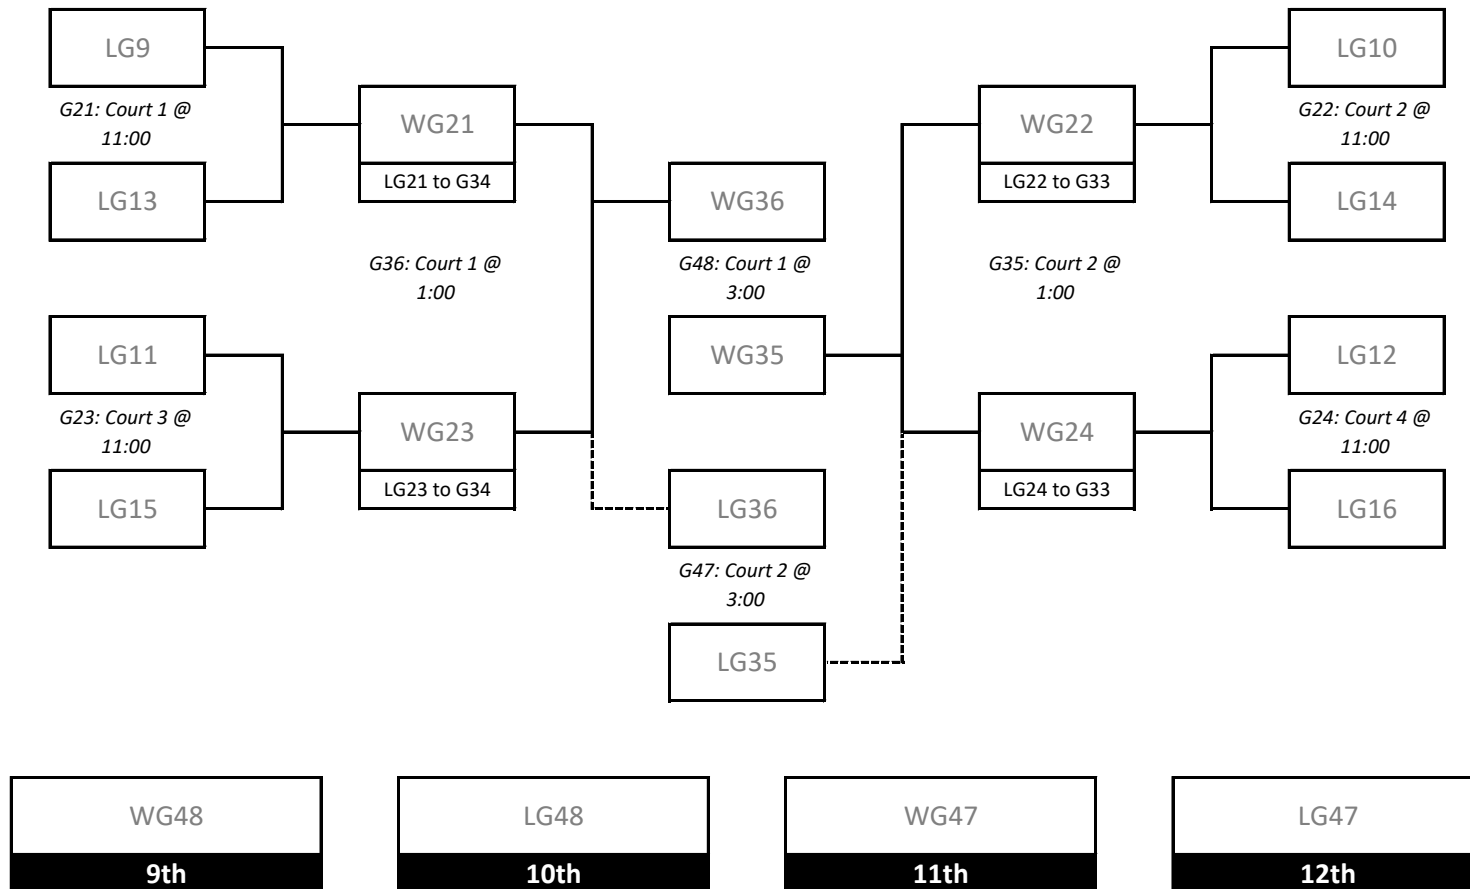 LG9
LG10
G21: Court 1 @
11:00
WG21
WG22
G22: Court 2 @
11:00
LG13
LG21 to G34
WG36
LG22 to G33
LG14
G36: Court 1 @
1:00
G48: Court 1 @
3:00
G35: Court 2 @
1:00
LG11
WG35
LG12
G23: Court 3 @
11:00
WG23
WG24
G24: Court 4 @
11:00
LG15
LG23 to G34
LG36
LG24 to G33
LG16
G47: Court 2 @
3:00
LG35
WG48
LG48
WG47
LG47
9th
10th
11th
12th